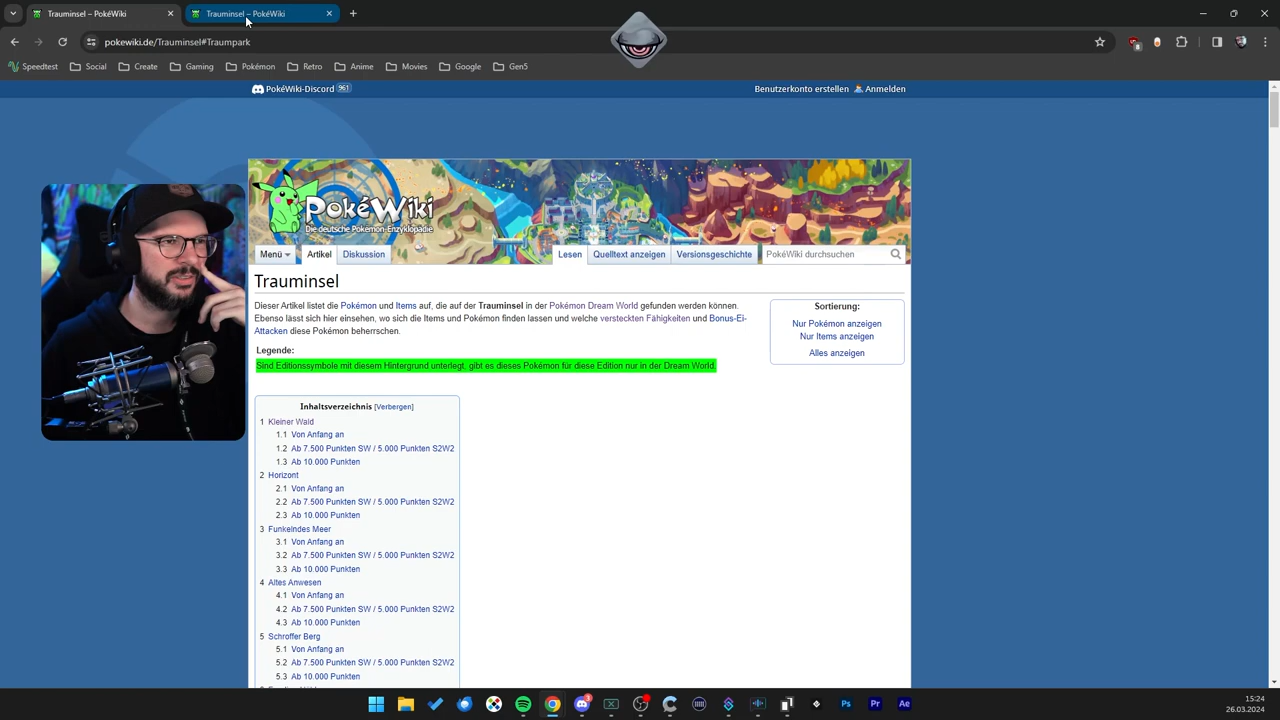 Trauminsel – PokéWiki
Trauminsel – PokéWiki
pokewiki.de/Trauminsel#Traumpark
Speedtest
Social
Create
Gaming
Pokémon
Retro
Anime
Movies
Google
Gen5
PokéWiki-Discord 961
Benutzerkonto erstellen
Anmelden
PokéWiki
Die deutsche Pokémon-Enzyklopädie
Menü
Artikel
Diskussion
Lesen
Quelltext anzeigen
Versionsgeschichte
PokéWiki durchsuchen
Trauminsel
Dieser Artikel listet die Pokémon und Items auf, die auf der Trauminsel in der Pokémon Dream World gefunden werden können.
Ebenso lässt sich hier einsehen, wo sich die Items und Pokémon finden lassen und welche versteckten Fähigkeiten und Bonus-Ei-
Attacken diese Pokémon beherrschen.
Sortierung:
Nur Pokémon anzeigen
Nur Items anzeigen
Alles anzeigen
Legende:
Sind Editionssymbole mit diesem Hintergrund unterlegt, gibt es dieses Pokémon für diese Edition nur in der Dream World.
Inhaltsverzeichnis [Verbergen]
1 Kleiner Wald
1.1 Von Anfang an
1.2 Ab 7.500 Punkten SW / 5.000 Punkten S2W2
1.3 Ab 10.000 Punkten
2 Horizont
2.1 Von Anfang an
2.2 Ab 7.500 Punkten SW / 5.000 Punkten S2W2
2.3 Ab 10.000 Punkten
3 Funkelndes Meer
3.1 Von Anfang an
3.2 Ab 7.500 Punkten SW / 5.000 Punkten S2W2
3.3 Ab 10.000 Punkten
4 Altes Anwesen
4.1 Von Anfang an
4.2 Ab 7.500 Punkten SW / 5.000 Punkten S2W2
4.3 Ab 10.000 Punkten
5 Schroffer Berg
5.1 Von Anfang an
5.2 Ab 7.500 Punkten SW / 5.000 Punkten S2W2
5.3 Ab 10.000 Punkten
Ps
Pr
Ae
15:24
26.03.2024